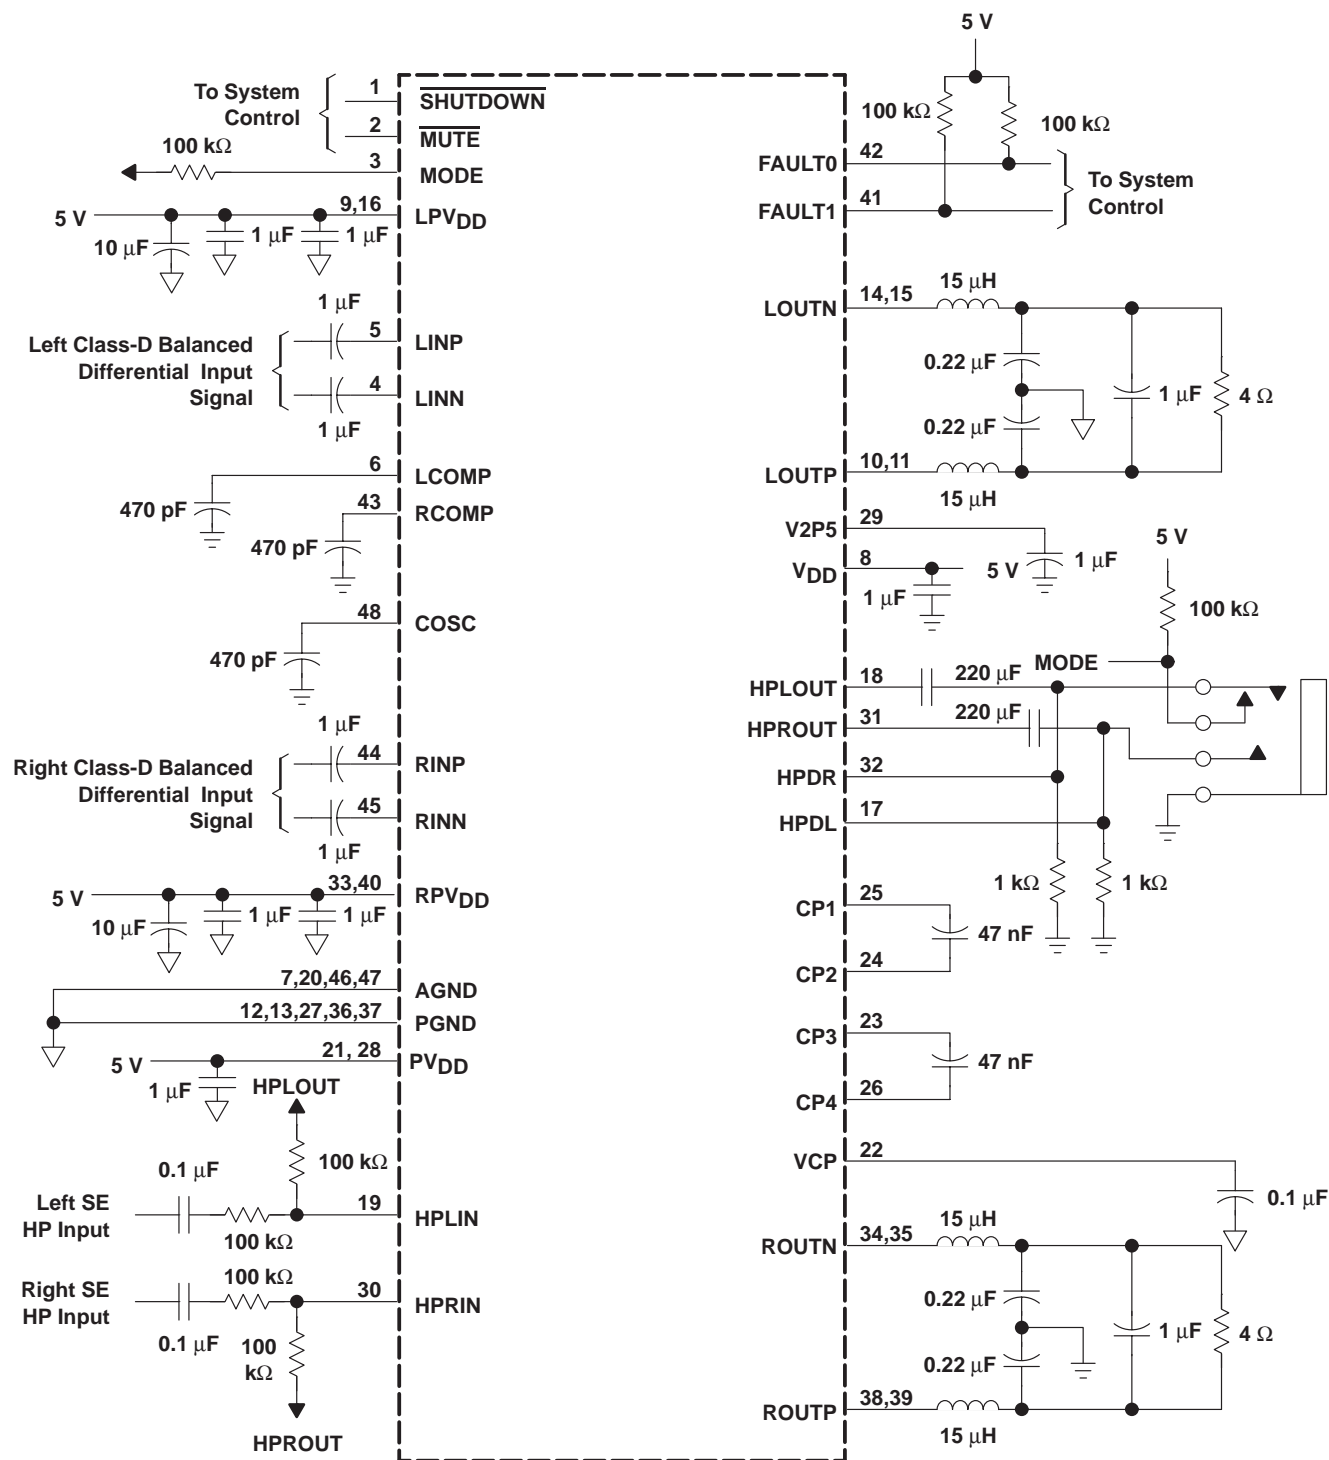 5 V
To System
Control
1
SHUTDOWN
2
MUTE
100 kΩ
3
MODE
100 kΩ
100 kΩ
FAULT0
42
FAULT1
41
To System
Control
5 V
9,16
LPVDD
10 µF
1 µF
1 µF
1 µF
Left Class-D Balanced
Differential Input
Signal
5
LINP
4
LINN
1 µF
LOUTN
14,15
15 µH
0.22 µF
0.22 µF
1 µF
4 Ω
LOUTP
10,11
15 µH
6
LCOMP
470 pF
43
RCOMP
470 pF
48
COSC
470 pF
V2P5
29
1 µF
VDD
8
5 V
1 µF
5 V
100 kΩ
MODE
HPLOUT
18
220 µF
HPROUT
31
220 µF
HPDR
32
HPDL
17
1 kΩ
1 kΩ
1 µF
Right Class-D Balanced
Differential Input
Signal
44
RINP
45
RINN
1 µF
5 V
33,40
RPVDD
10 µF
1 µF
1 µF
CP1
25
47 nF
CP2
24
7,20,46,47
AGND
12,13,27,36,37
PGND
CP3
23
47 nF
CP4
26
5 V
21, 28
PVDD
1 µF
HPLOUT
100 kΩ
0.1 µF
Left SE
HP Input
19
HPLIN
100 kΩ
VCP
22
0.1 µF
100 kΩ
Right SE
HP Input
30
HPRIN
0.1 µF
100
kΩ
HPROUT
ROUTN
34,35
15 µH
0.22 µF
0.22 µF
1 µF
4 Ω
ROUTP
38,39
15 µH